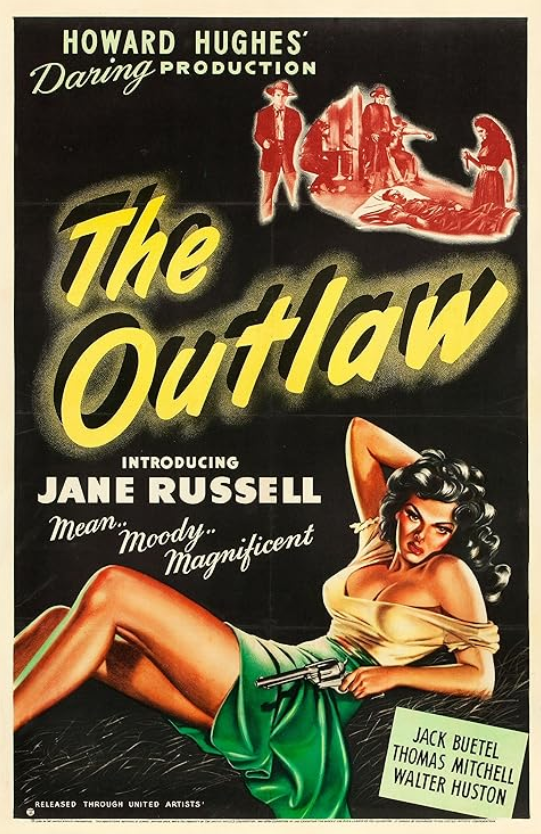 HOWARD HUGHES'
Daring PRODUCTION
The
Outlaw
INTRODUCING
JANE RUSSELL
Mean..
Moody..
Magnificent
JACK BUETEL
THOMAS MITCHELL
WALTER HUSTON
RELEASED THROUGH UNITED ARTISTS